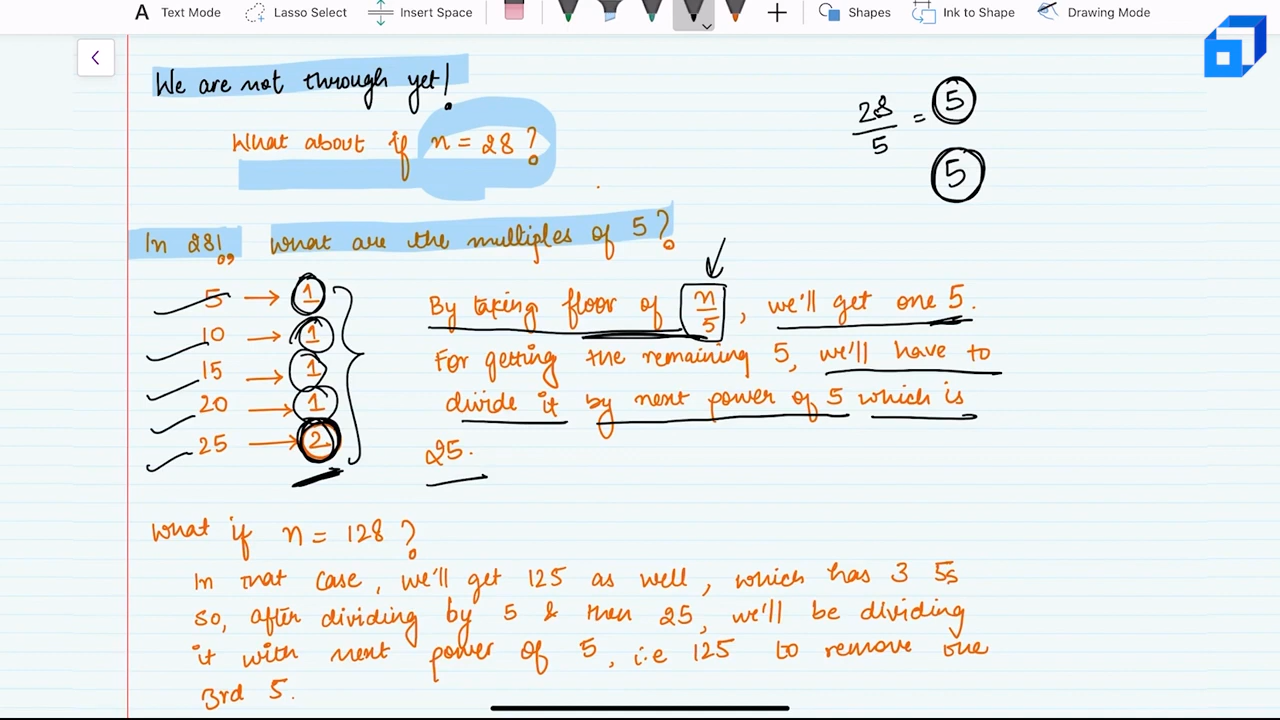 A Text Mode Lasso Select Insert Space Shapes Ink to Shape Drawing Mode
We are not through yet!
What about if n = 28?
28/5 = 5
5
In 28!, what are the multiples of 5?
5 → 1
10 → 1
15 → 1
20 → 1
25 → 2
By taking floor of n/5, we'll get one 5.
For getting the remaining 5, we'll have to
divide it by next power of 5 which is
25.
What if n = 128?
In that case, we'll get 125 as well, which has 3 5s
so, after dividing by 5 & then 25, we'll be dividing
it with next power of 5, i.e 125 to remove one
3rd 5.